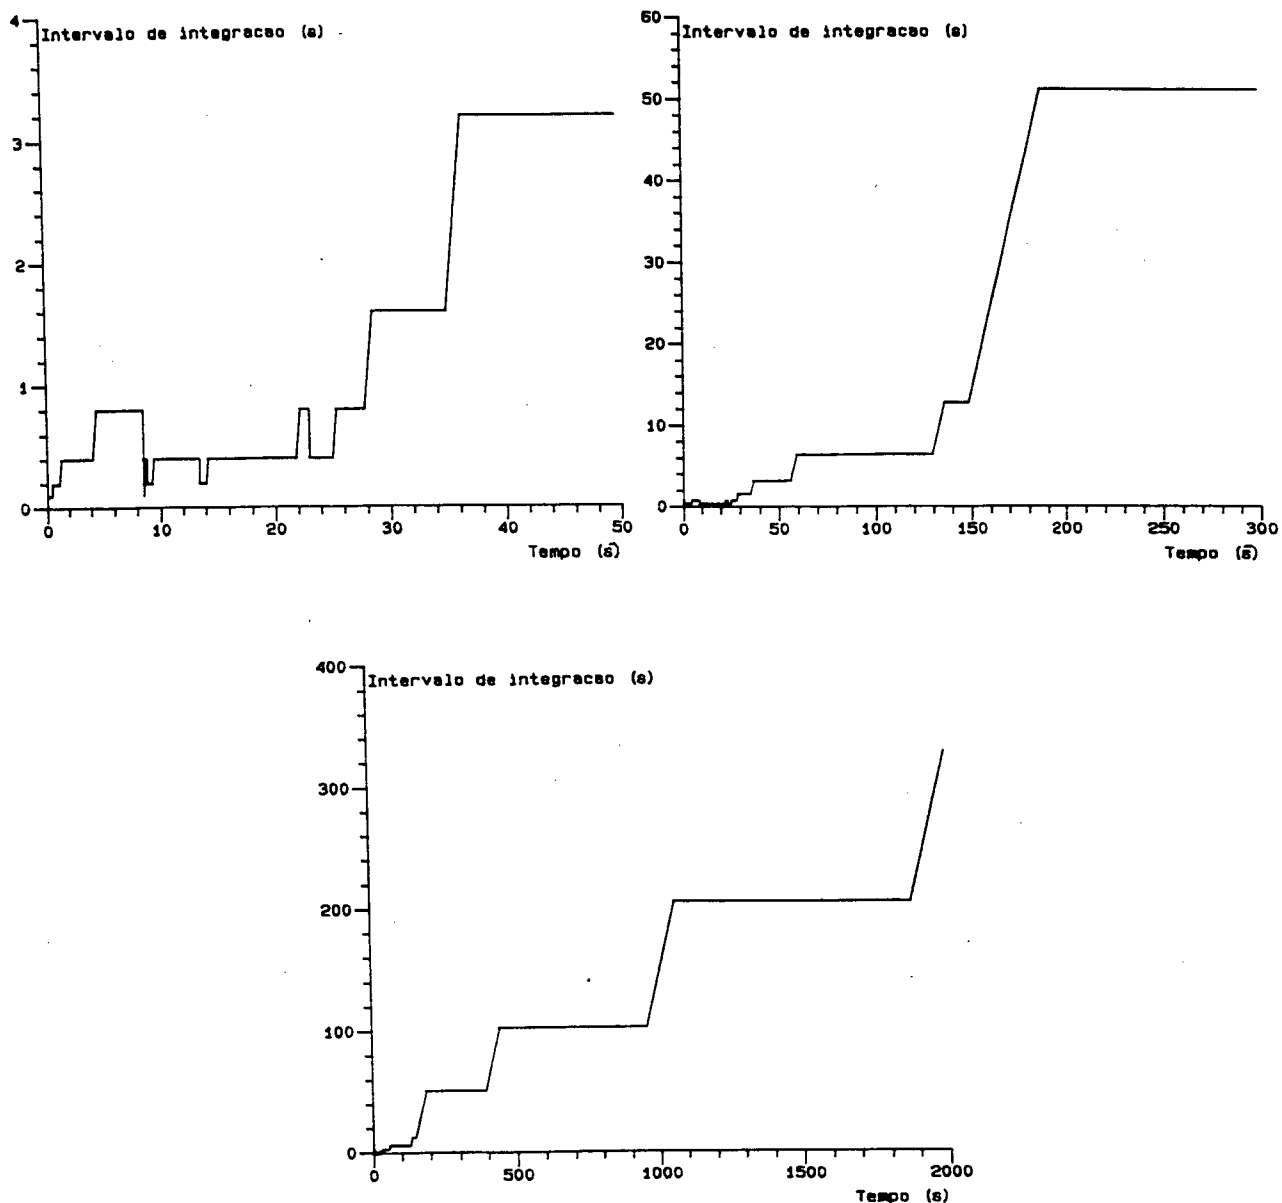 4
Intervalo de integracao (s)
3
2
1
0
0 10 20 30 40 50
Tempo (s)
60
Intervalo de integracao (s)
50
40
30
20
10
0
0 50 100 150 200 250 300
Tempo (s)
400
Intervalo de integracao (s)
300
200
100
0
0 500 1000 1500 2000
Tempo (s)